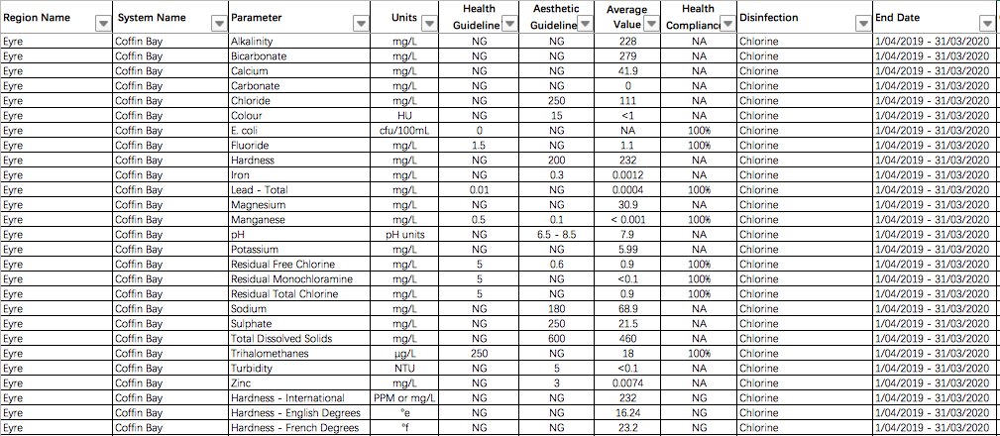 Region Name System Name Parameter Units Health Guideline Aesthetic Guideline Average Value Health Compliance Disinfection End Date
Eyre Coffin Bay Alkalinity mg/L NG NG 228 NA Chlorine 1/04/2019 - 31/03/2020
Eyre Coffin Bay Bicarbonate mg/L NG NG 279 NA Chlorine 1/04/2019 - 31/03/2020
Eyre Coffin Bay Calcium mg/L NG NG 41.9 NA Chlorine 1/04/2019 - 31/03/2020
Eyre Coffin Bay Carbonate mg/L NG NG 0 NA Chlorine 1/04/2019 - 31/03/2020
Eyre Coffin Bay Chloride mg/L NG 250 111 NA Chlorine 1/04/2019 - 31/03/2020
Eyre Coffin Bay Colour HU NG 15 <1 NA Chlorine 1/04/2019 - 31/03/2020
Eyre Coffin Bay E. coli cfu/100mL 0 NG NA 100% Chlorine 1/04/2019 - 31/03/2020
Eyre Coffin Bay Fluoride mg/L 1.5 NG 1.1 100% Chlorine 1/04/2019 - 31/03/2020
Eyre Coffin Bay Hardness mg/L NG 200 232 NA Chlorine 1/04/2019 - 31/03/2020
Eyre Coffin Bay Iron mg/L NG 0.3 0.0012 NA Chlorine 1/04/2019 - 31/03/2020
Eyre Coffin Bay Lead - Total mg/L 0.01 NG 0.0004 100% Chlorine 1/04/2019 - 31/03/2020
Eyre Coffin Bay Magnesium mg/L NG NG 30.9 NA Chlorine 1/04/2019 - 31/03/2020
Eyre Coffin Bay Manganese mg/L 0.5 0.1 < 0.001 100% Chlorine 1/04/2019 - 31/03/2020
Eyre Coffin Bay pH pH units NG 6.5 - 8.5 7.9 NA Chlorine 1/04/2019 - 31/03/2020
Eyre Coffin Bay Potassium mg/L NG NG 5.99 NA Chlorine 1/04/2019 - 31/03/2020
Eyre Coffin Bay Residual Free Chlorine mg/L 5 0.6 0.9 100% Chlorine 1/04/2019 - 31/03/2020
Eyre Coffin Bay Residual Monochloramine mg/L 5 NG <0.1 100% Chlorine 1/04/2019 - 31/03/2020
Eyre Coffin Bay Residual Total Chlorine mg/L 5 NG 0.9 100% Chlorine 1/04/2019 - 31/03/2020
Eyre Coffin Bay Sodium mg/L NG 180 68.9 NA Chlorine 1/04/2019 - 31/03/2020
Eyre Coffin Bay Sulphate mg/L NG 250 21.5 NA Chlorine 1/04/2019 - 31/03/2020
Eyre Coffin Bay Total Dissolved Solids mg/L NG 600 460 NA Chlorine 1/04/2019 - 31/03/2020
Eyre Coffin Bay Trihalomethanes µg/L 250 NG 18 100% Chlorine 1/04/2019 - 31/03/2020
Eyre Coffin Bay Turbidity NTU NG 5 <0.1 NA Chlorine 1/04/2019 - 31/03/2020
Eyre Coffin Bay Zinc mg/L NG 3 0.0074 NA Chlorine 1/04/2019 - 31/03/2020
Eyre Coffin Bay Hardness - International PPM or mg/L NG NG 232 NG Chlorine 1/04/2019 - 31/03/2020
Eyre Coffin Bay Hardness - English Degrees °e NG NG 16.24 NG Chlorine 1/04/2019 - 31/03/2020
Eyre Coffin Bay Hardness - French Degrees °f NG NG 23.2 NG Chlorine 1/04/2019 - 31/03/2020